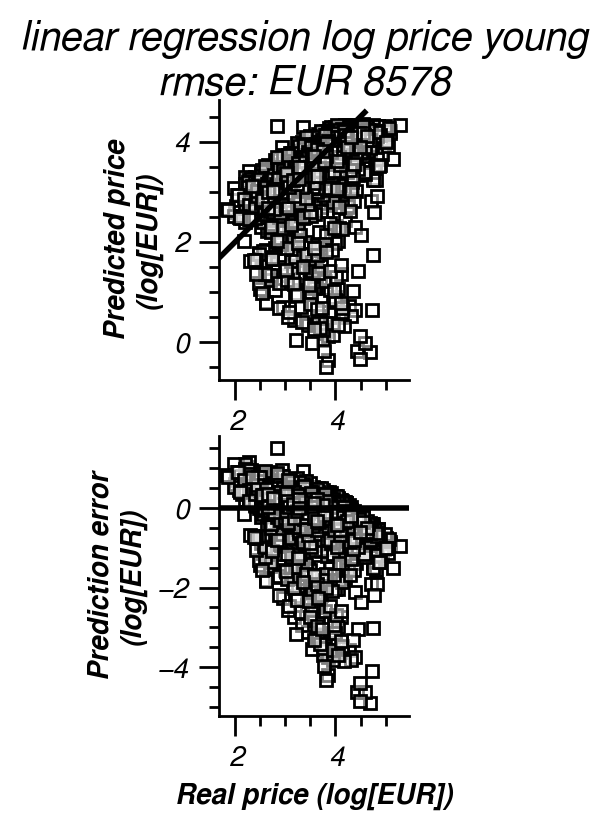 linear regression log price young
rmse: EUR 8578
Predicted price
(log[EUR])
4
2
0
2
4
Prediction error
(log[EUR])
0
−2
−4
2
4
Real price (log[EUR])